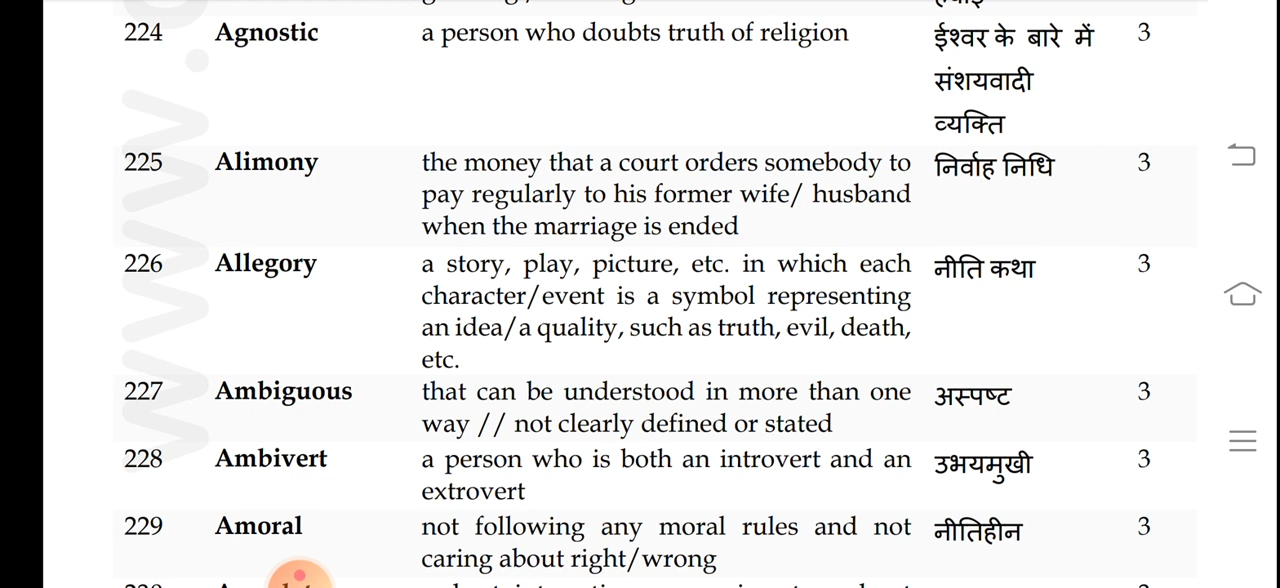 224 Agnostic a person who doubts truth of religion ईश्वर के बारे में 3
संशयवादी
व्यक्ति
225 Alimony the money that a court orders somebody to निर्वाह निधि 3
pay regularly to his former wife/ husband
when the marriage is ended
226 Allegory a story, play, picture, etc. in which each नीति कथा 3
character/event is a symbol representing
an idea/a quality, such as truth, evil, death,
etc.
227 Ambiguous that can be understood in more than one अस्पष्ट 3
way // not clearly defined or stated
228 Ambivert a person who is both an introvert and an उभयमुखी 3
extrovert
229 Amoral not following any moral rules and not नीतिहीन 3
caring about right/wrong
www.